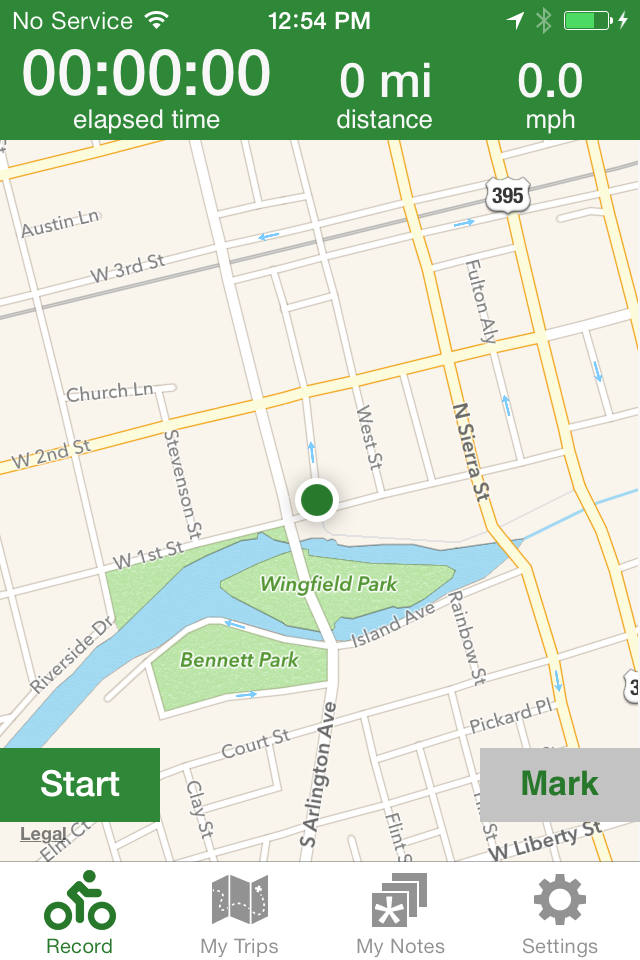 No Service
12:54 PM
00:00:00
0 mi
0.0
elapsed time
distance
mph
395
Austin Ln
W 3rd St
Fulton Aly
Church Ln
W 2nd St
Stevenson St
West St
N Sierra St
W 1st St
Wingfield Park
Riverside Dr
Island Ave
Rainbow St
Bennett Park
Court St
Pickard Pl
S Arlington Ave
Start
Mark
Clay St
Flint S
W Liberty St
Legal
Elm Ct
Record
My Trips
My Notes
Settings